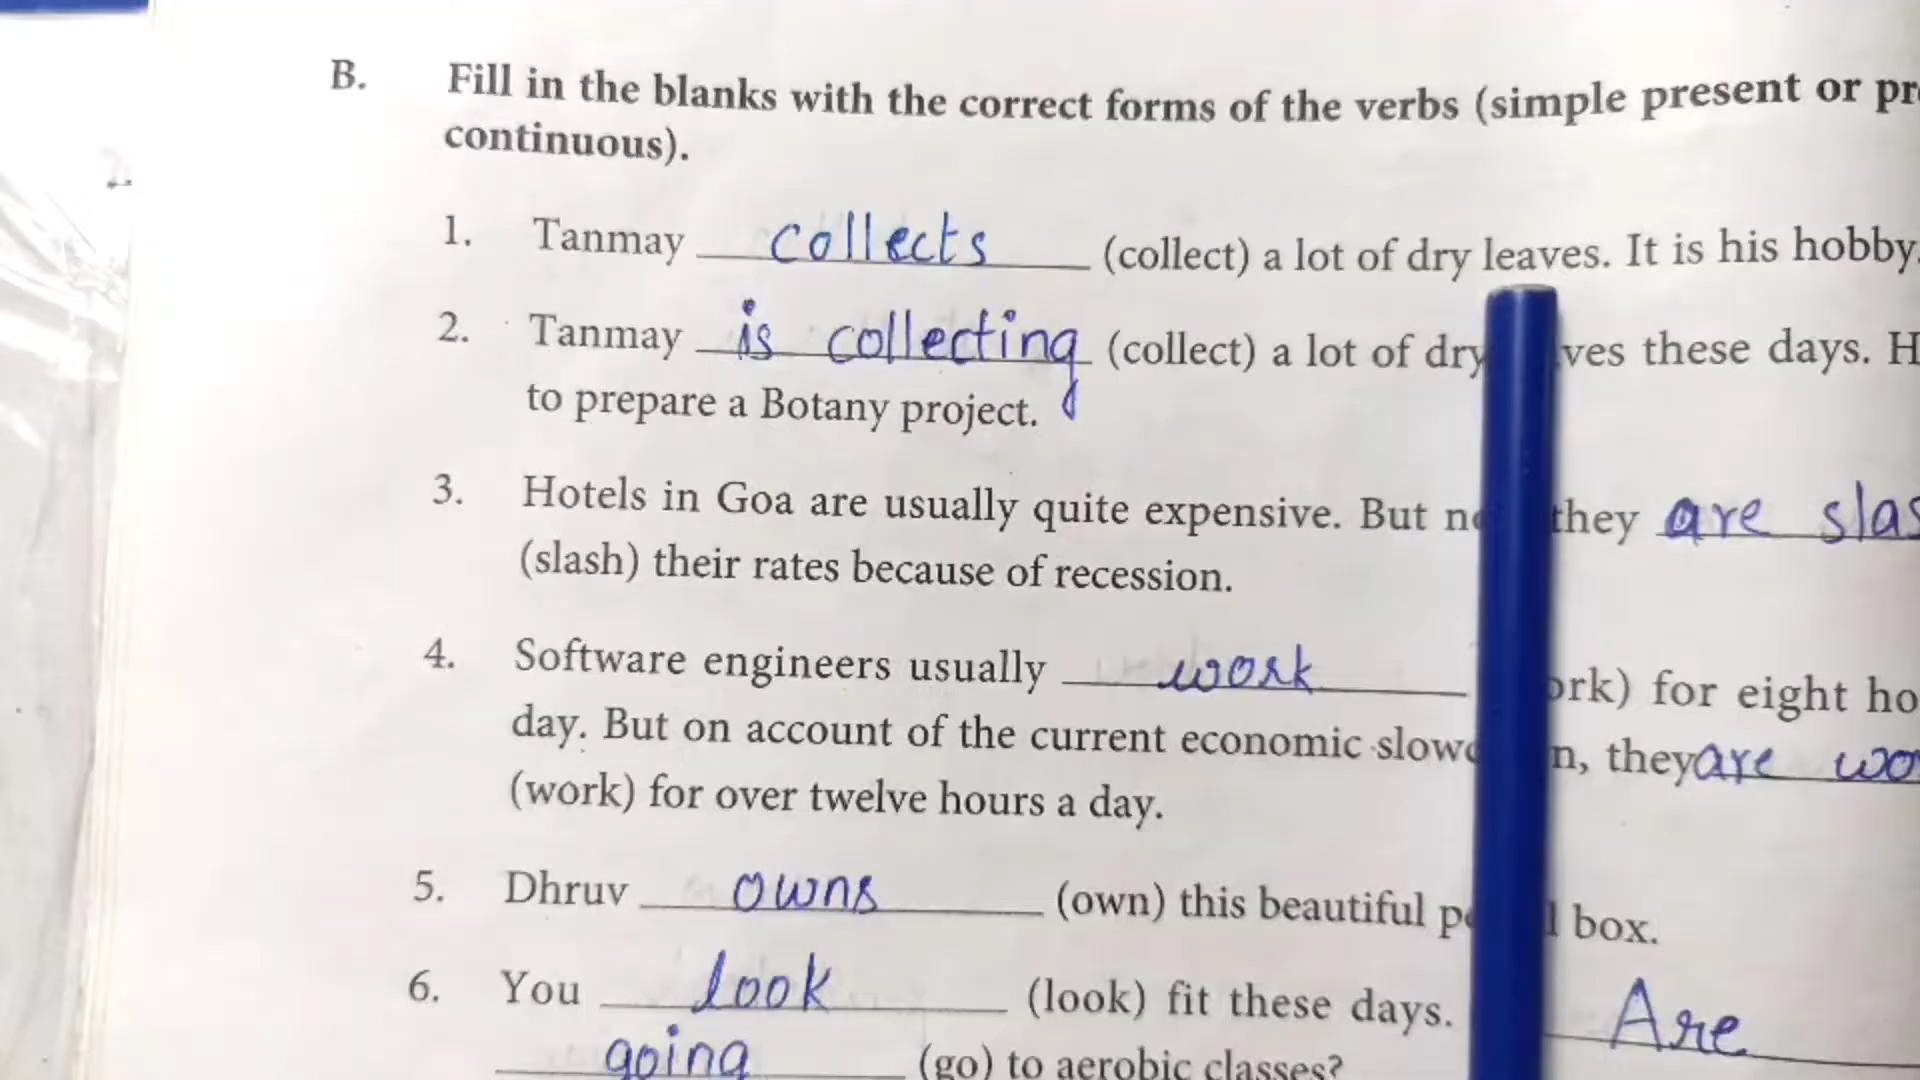 B. Fill in the blanks with the correct forms of the verbs (simple present or
continuous).
1. Tanmay collects (collect) a lot of dry leaves. It is his hobby.
2. Tanmay is collecting (collect) a lot of dry these days.
to prepare a Botany project.
3. Hotels in Goa are usually quite expensive. But they are
(slash) their rates because of recession.
4. Software engineers usually work for eight
day. But on account of the current economic they are
(work) for over twelve hours a day.
5. Dhruv owns (own) this beautiful box.
6. You look (look) fit these days. Are
going (go) to aerobic classes?